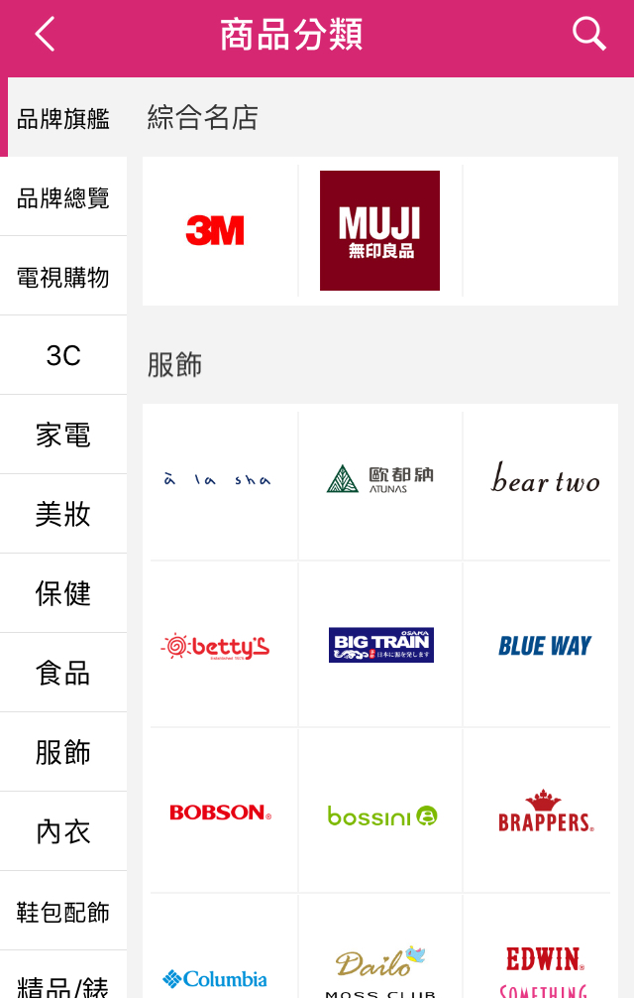 商品分類
品牌旗艦
品牌總覽
電視購物
3C
家電
美妝
保健
食品
服飾
內衣
鞋包配飾
精品/錶
綜合名店
3M
MUJI
無印良品
服飾
à la sha
歐都納
ATUNAS
bear two
betty's
OSAKA
BIG TRAIN
BLUE WAY
BOBSON®
bossini
BRAPPERS®
Columbia
Dailo
MOSS CLUB
EDWIN®
SOMETHING